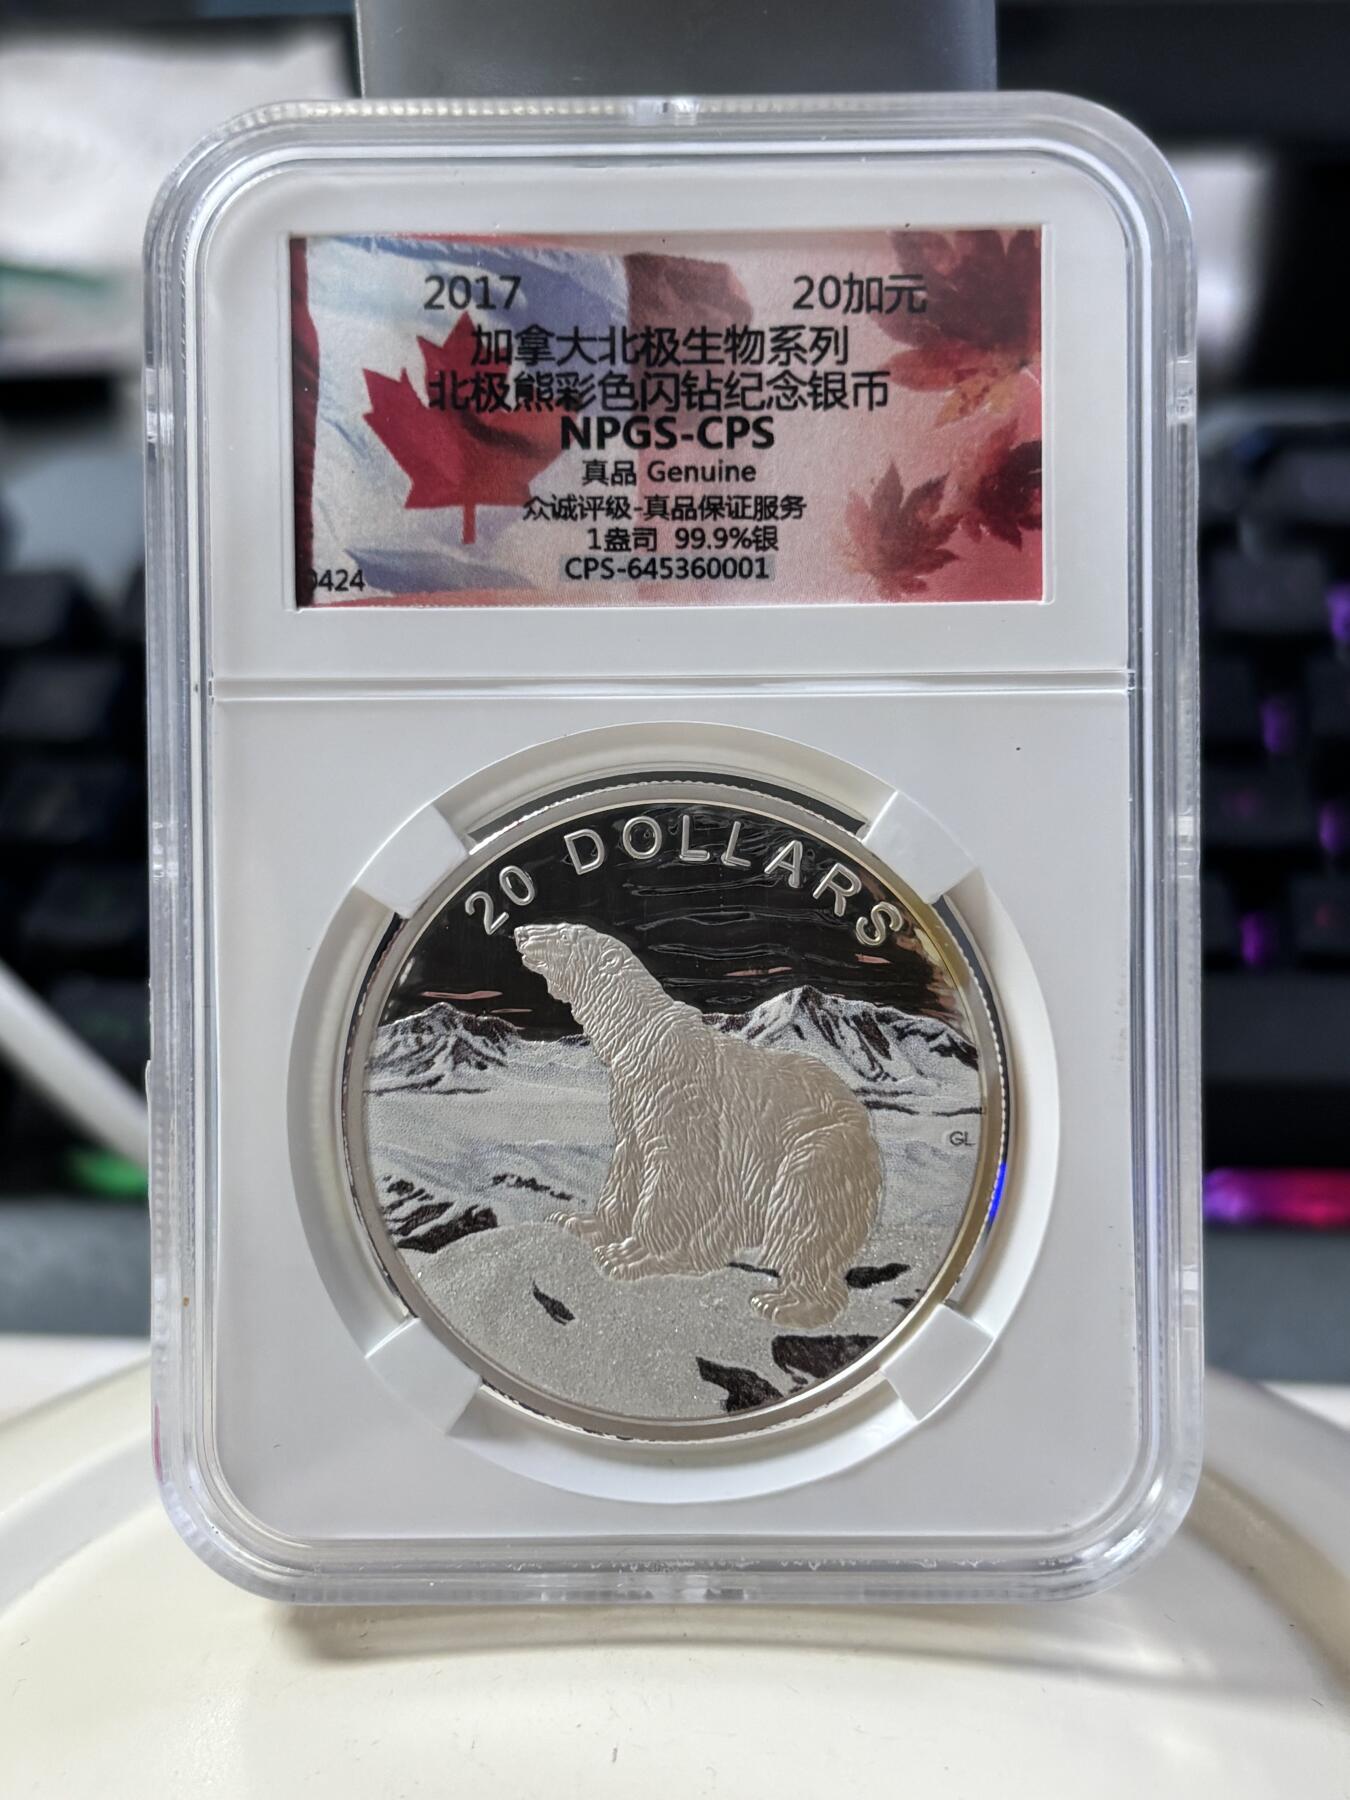 2017 20加元
加拿大北极生物系列
北极熊彩色闪钻纪念银币
NPGS-CPS
真品 Genuine
众诚评级-真品保证服务
1盎司 99.9%银
CPS-645360001
0424
20 DOLLARS
GL